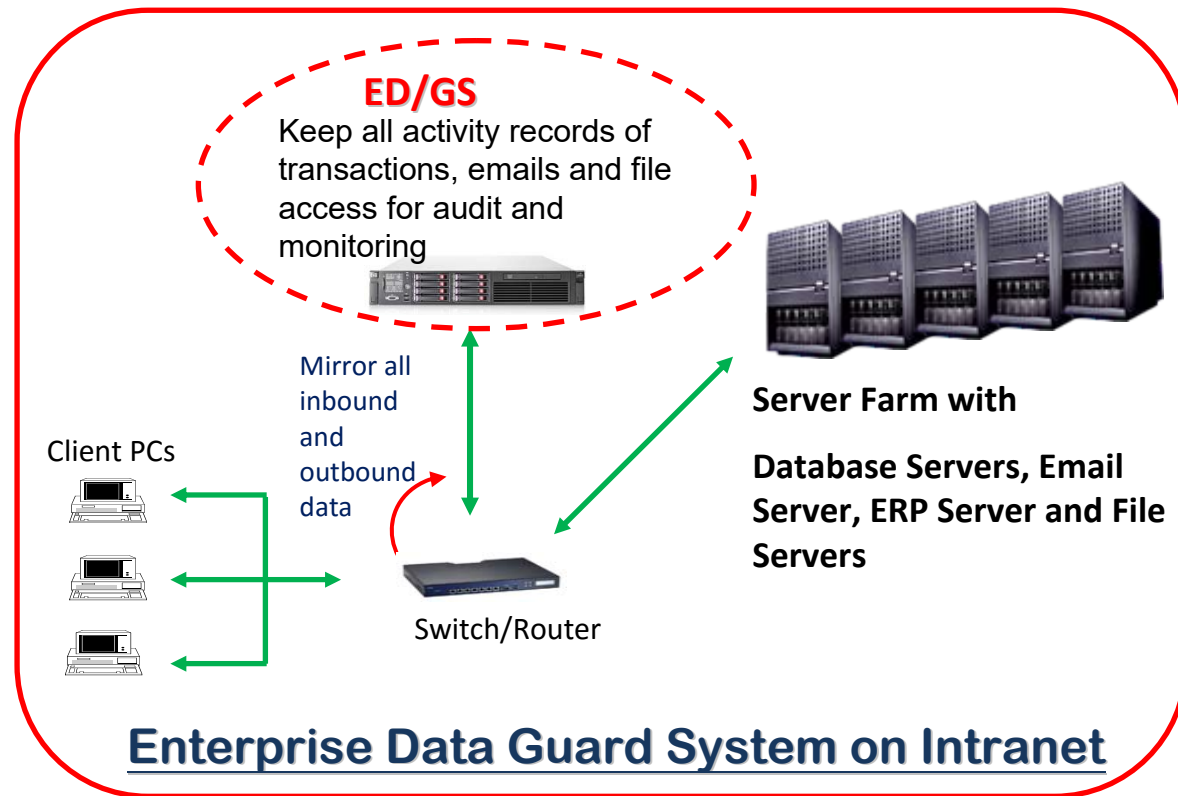 ED/GS
Keep all activity records of
transactions, emails and file
access for audit and
monitoring
Mirror all
inbound
and
outbound
data
Client PCs
Switch/Router
Server Farm with
Database Servers, Email
Server, ERP Server and File
Servers
Enterprise Data Guard System on Intranet